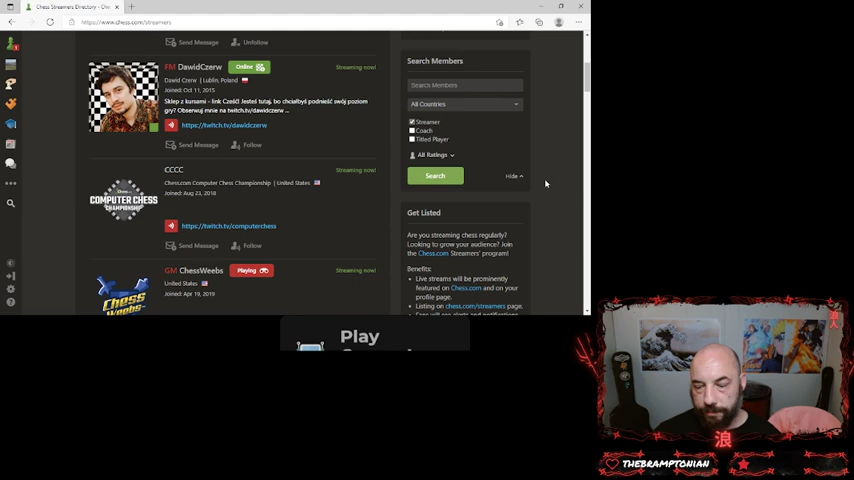 Chess Streamers Directory - Che
https://www.chess.com/streamers
Send Message
Unfollow
FM DawidCzerw
Online
Streaming now!
Dawid Czerw | Lublin, Poland
Joined: Oct 11, 2015
Sklep z kursami - link Cześć! Jesteś tutaj, bo chciałbyś podnieść swój poziom
gry? Obserwuj mnie na twitch.tv/dawidczerw ...
https://twitch.tv/dawidczerw
Send Message
Follow
CCCC
Streaming now!
Chess.com Computer Chess Championship | United States
Joined: Aug 23, 2018
COMPUTER CHESS
CHAMPIONSHIP
https://twitch.tv/computerchess
Send Message
Follow
GM ChessWeebs
Playing
Streaming now!
United States
Joined: Apr 19, 2019
Chess
Weebs
Search Members
Search Members
All Countries
Streamer
Coach
Titled Player
All Ratings
Search
Hide
Get Listed
Are you streaming chess regularly?
Looking to grow your audience? Join
the Chess.com Streamers' program!
Benefits:
Live streams will be prominently
featured on Chess.com and on your
profile page.
Listing on chess.com/streamers page.
Play
浪人
浪
THEBRAMPTONIAN